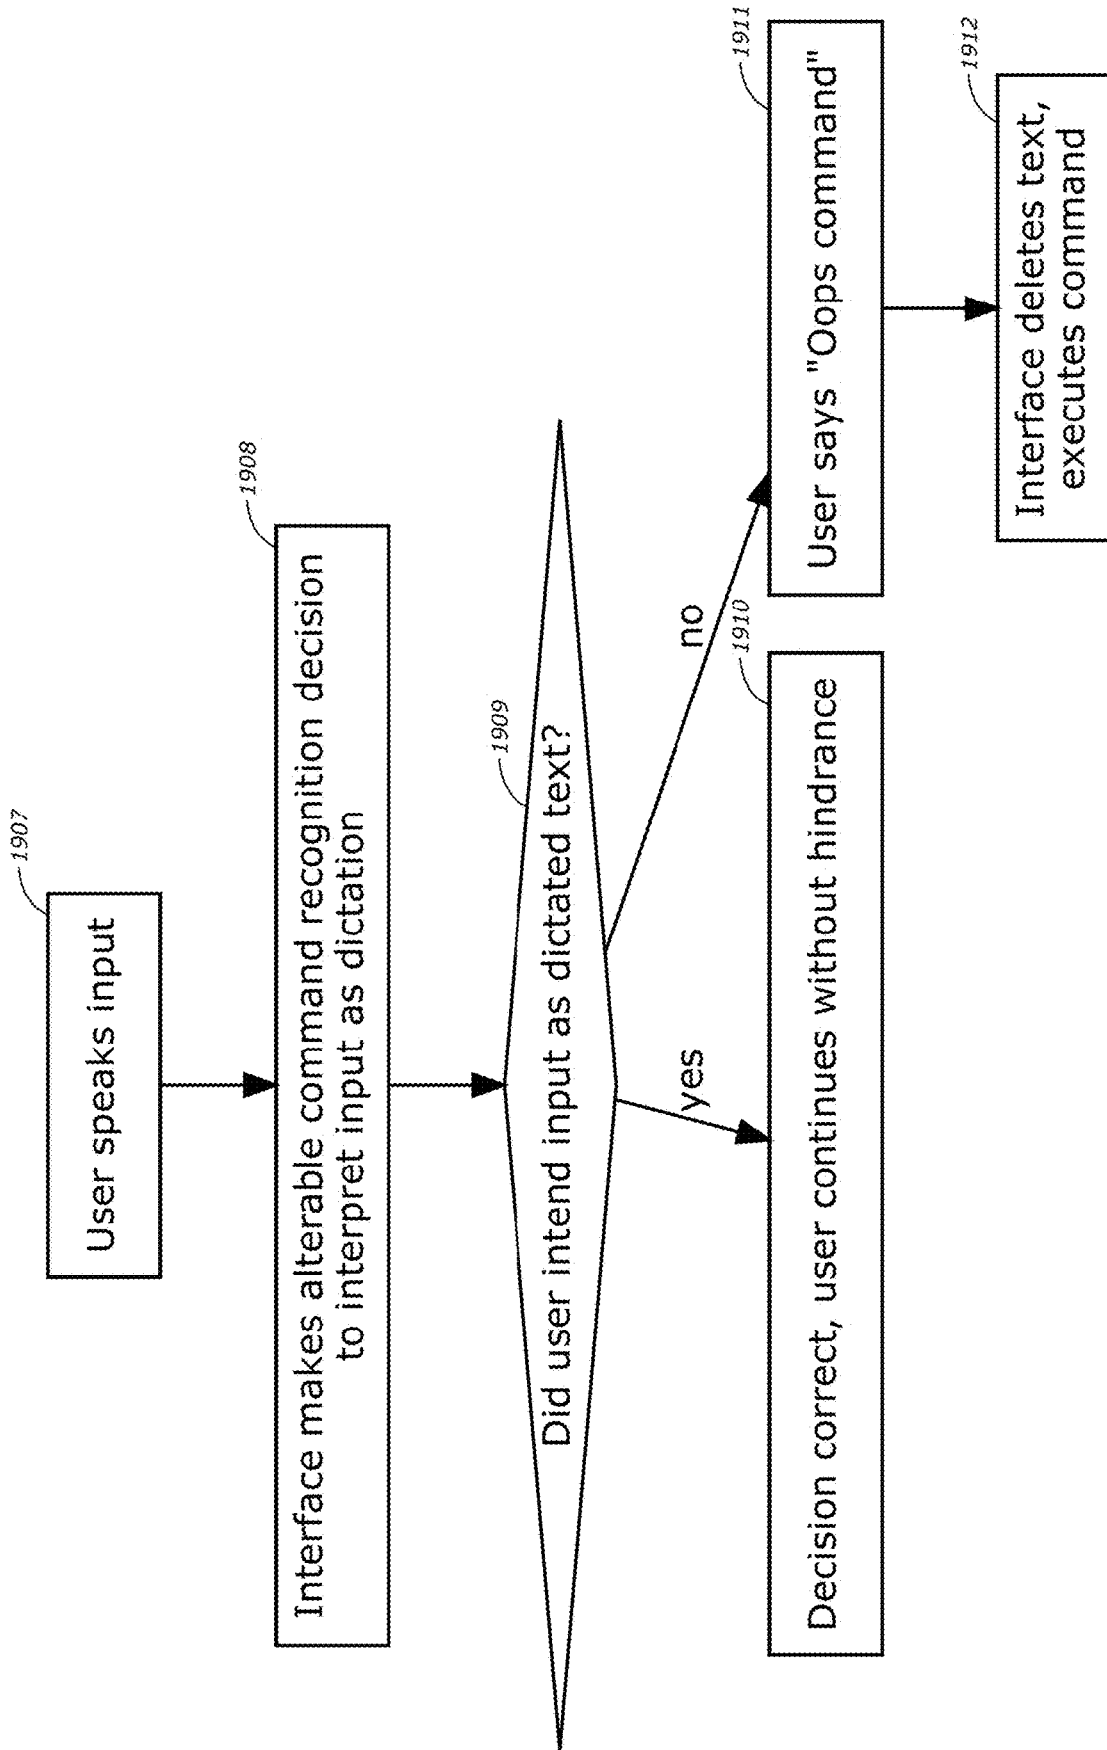 1907
User speaks input
1908
Interface makes alterable command recognition decision
to interpret input as dictation
1909
Did user intend input as dictated text?
yes
no
1910
Decision correct, user continues without hindrance
1911
User says "Oops command"
1912
Interface deletes text,
executes command